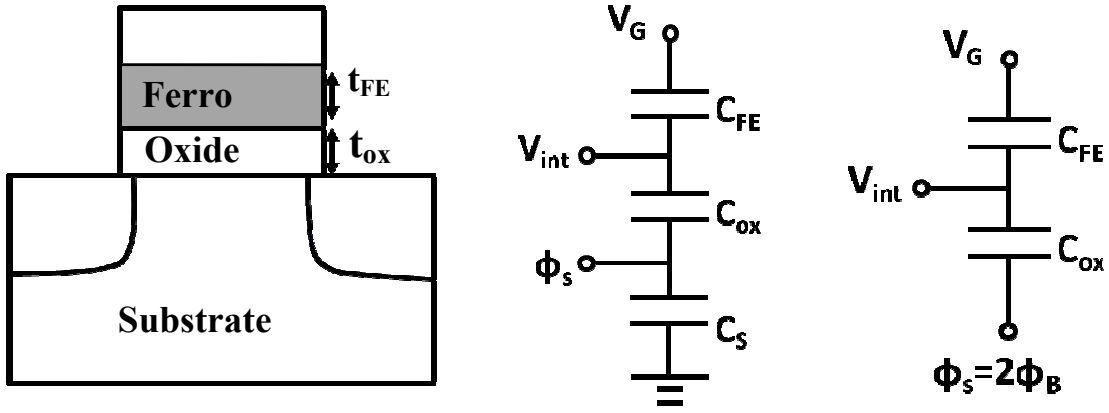 Ferro
t_FE
Oxide
t_ox
Substrate
V_G
C_FE
V_int
C_ox
ϕ_s
C_S
V_G
C_FE
V_int
C_ox
ϕ_s=2ϕ_B